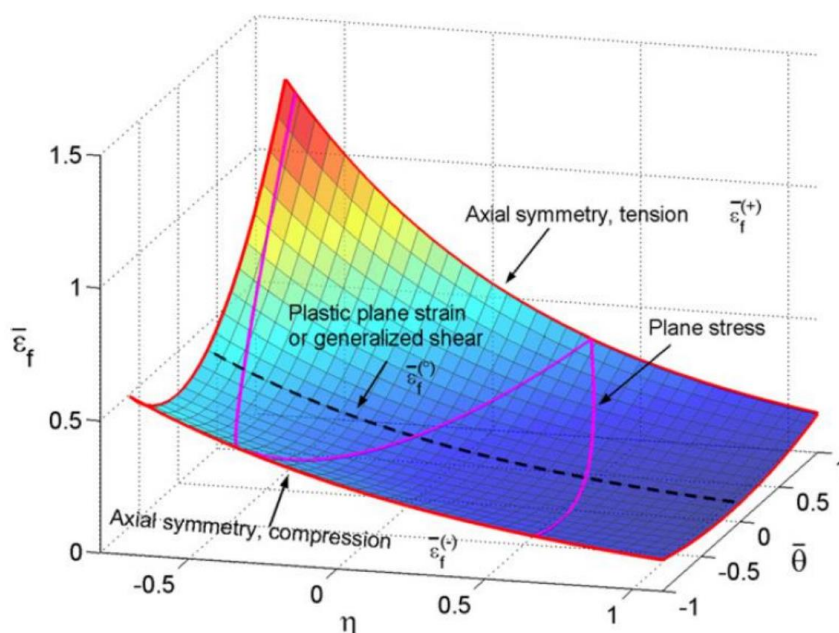 1.5
Axial symmetry, tension ε̄f(+)
1
Plastic plane strain
or generalized shear
Plane stress
ε̄f
ε̄f(°)
0.5
1
0.5
Axial symmetry, compression ε̄f(-)
0
0
θ̄
-0.5
-0.5
0
0.5
1
-1
η